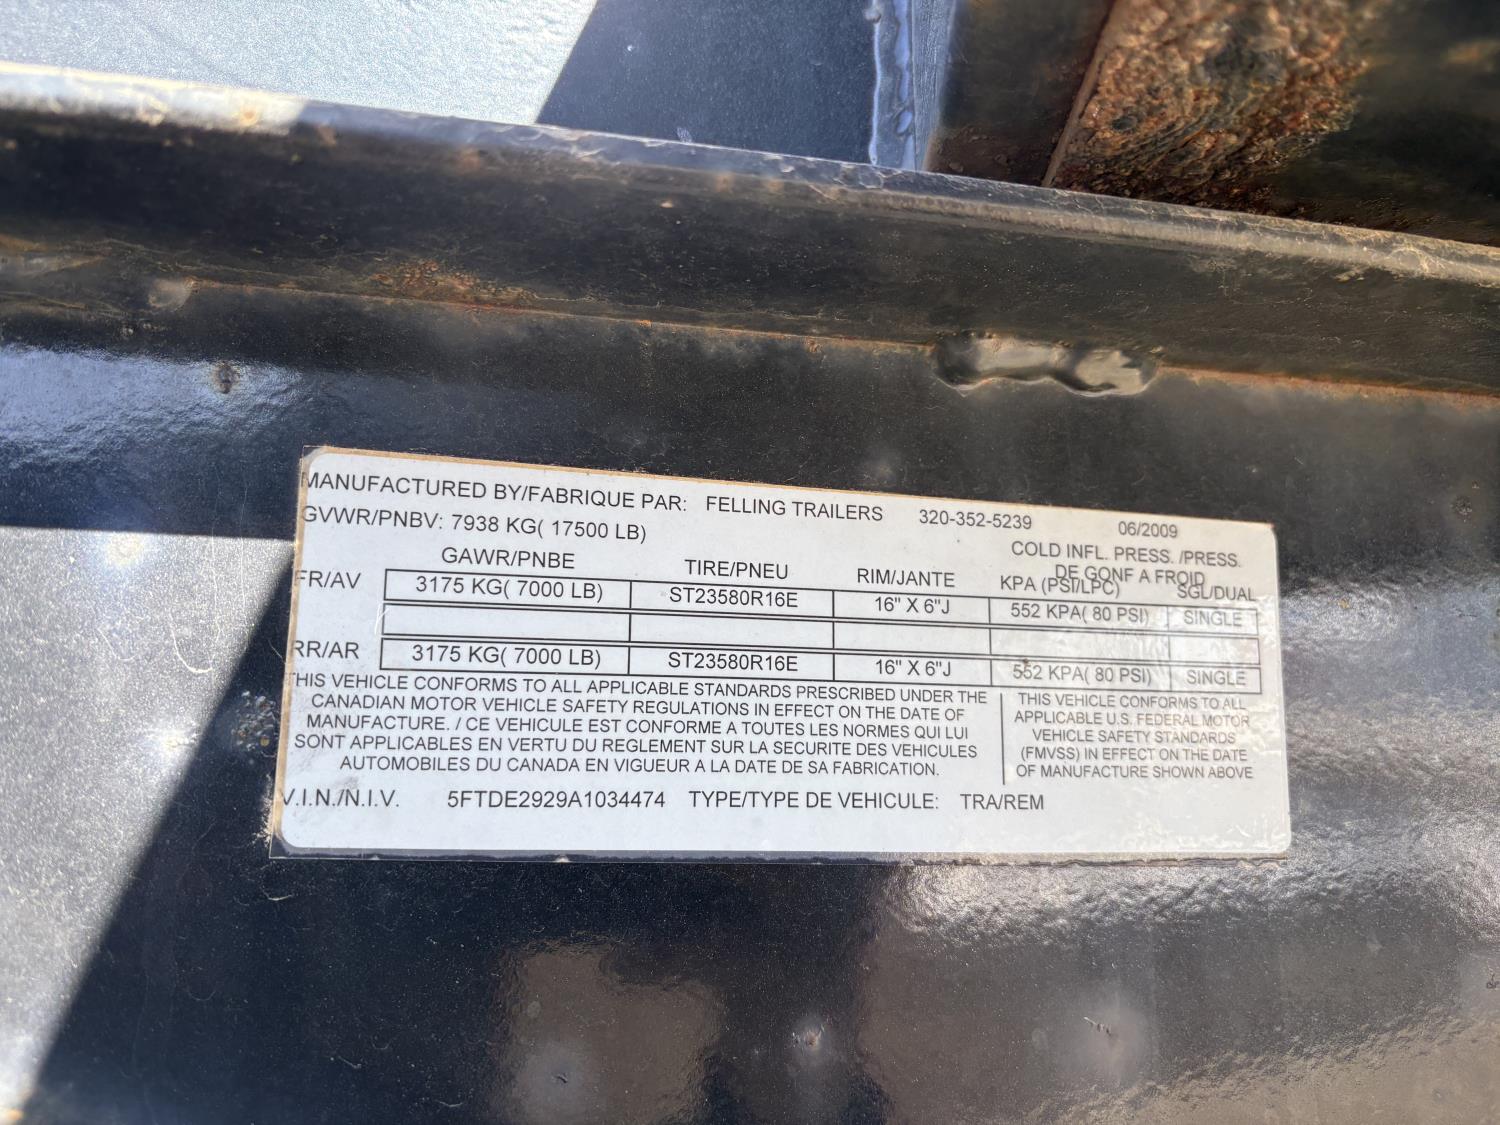 MANUFACTURED BY/FABRIQUE PAR: FELLING TRAILERS 320-352-5239 06/2009
GVWR/PNBV: 7938 KG( 17500 LB)
COLD INFL. PRESS. /PRESS.
DE GONF A FROID
GAWR/PNBE TIRE/PNEU RIM/JANTE KPA (PSI/LPC) SGL/DUAL
FR/AV 3175 KG( 7000 LB) ST23580R16E 16" X 6"J 552 KPA( 80 PSI) SINGLE
RR/AR 3175 KG( 7000 LB) ST23580R16E 16" X 6"J 552 KPA( 80 PSI) SINGLE
THIS VEHICLE CONFORMS TO ALL APPLICABLE STANDARDS PRESCRIBED UNDER THE
CANADIAN MOTOR VEHICLE SAFETY REGULATIONS IN EFFECT ON THE DATE OF
MANUFACTURE. / CE VEHICULE EST CONFORME A TOUTES LES NORMES QUI LUI
SONT APPLICABLES EN VERTU DU REGLEMENT SUR LA SECURITE DES VEHICULES
AUTOMOBILES DU CANADA EN VIGUEUR A LA DATE DE SA FABRICATION.
THIS VEHICLE CONFORMS TO ALL
APPLICABLE U.S. FEDERAL MOTOR
VEHICLE SAFETY STANDARDS
(FMVSS) IN EFFECT ON THE DATE
OF MANUFACTURE SHOWN ABOVE
V.I.N./N.I.V. 5FTDE2929A1034474 TYPE/TYPE DE VEHICULE: TRA/REM